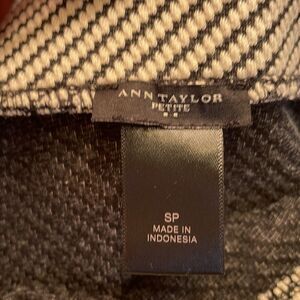 ANN TAYLOR
PETITE
SP
MADE IN
INDONESIA